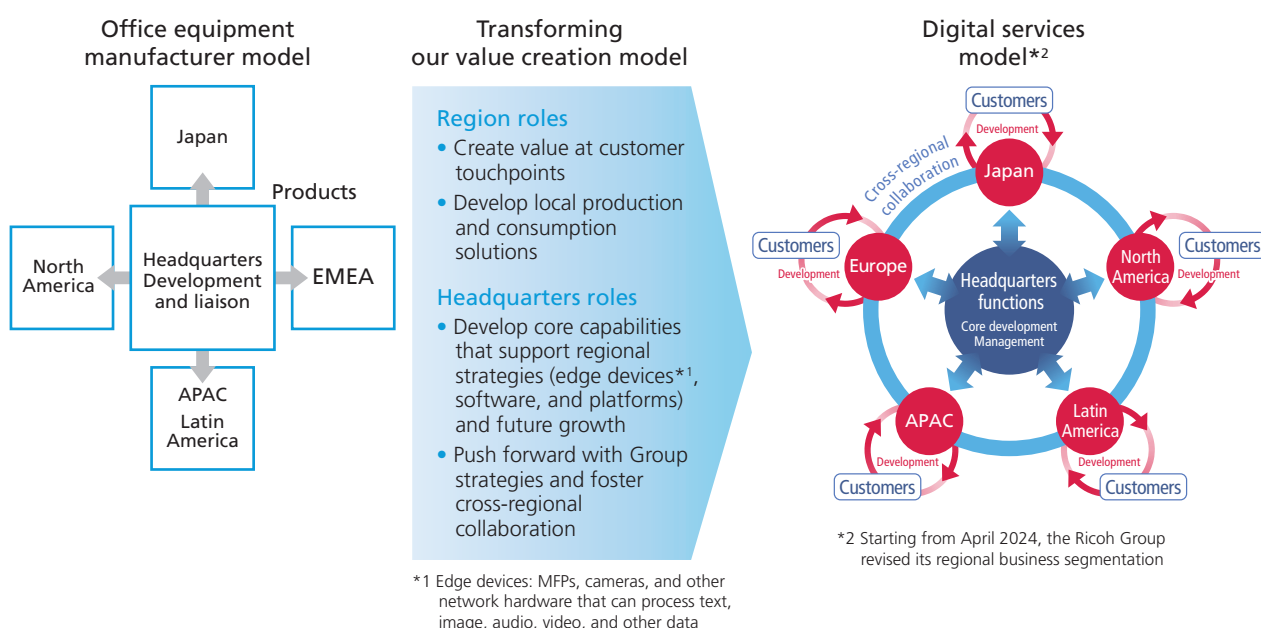 Office equipment
manufacturer model
Japan
Products
North
America
Headquarters
Development
and liaison
EMEA
APAC
Latin
America
Transforming
our value creation model
Region roles
• Create value at customer
touchpoints
• Develop local production
and consumption
solutions
Headquarters roles
• Develop core capabilities
that support regional
strategies (edge devices*1,
software, and platforms)
and future growth
• Push forward with Group
strategies and foster
cross-regional
collaboration
*1 Edge devices: MFPs, cameras, and other
network hardware that can process text,
image, audio, video, and other data
Digital services
model*2
Customers
Development
Japan
Cross-regional
collaboration
Customers
Development
Europe
North
America
Customers
Development
Headquarters
functions
Core development
Management
APAC
Development
Customers
Latin
America
Development
Customers
*2 Starting from April 2024, the Ricoh Group
revised its regional business segmentation